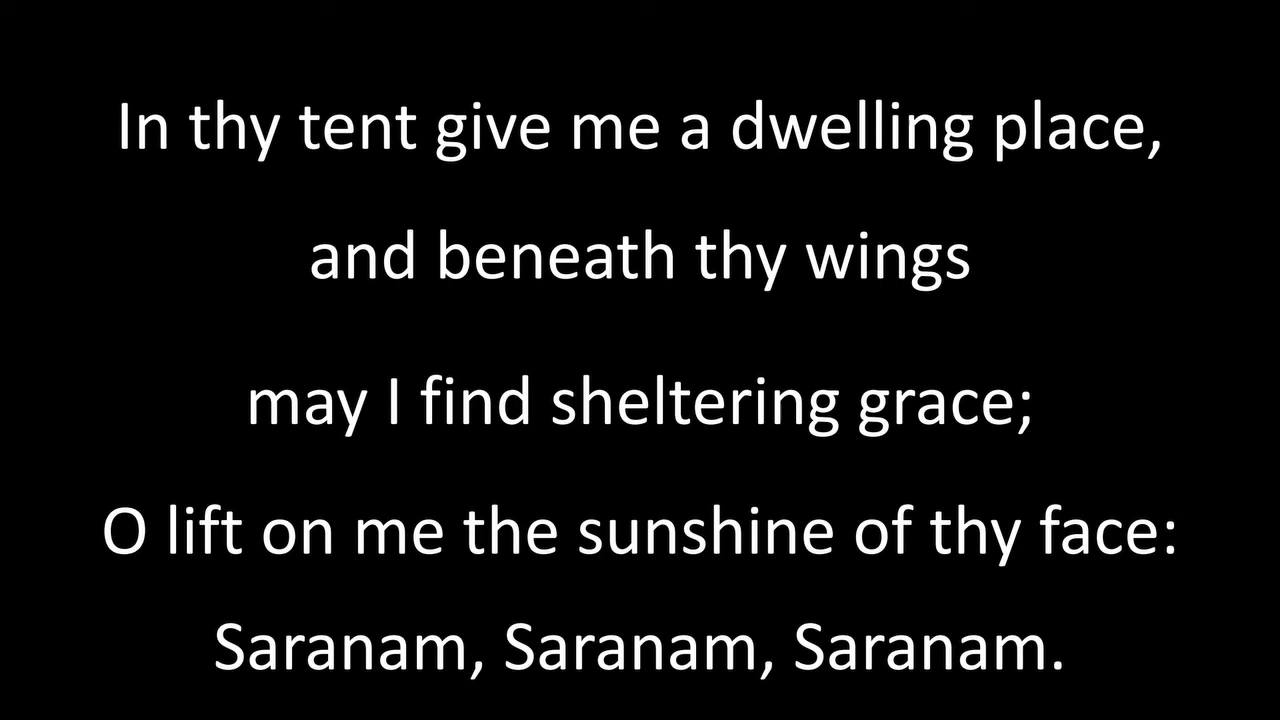 In thy tent give me a dwelling place,
and beneath thy wings
may I find sheltering grace;
O lift on me the sunshine of thy face:
Saranam, Saranam, Saranam.